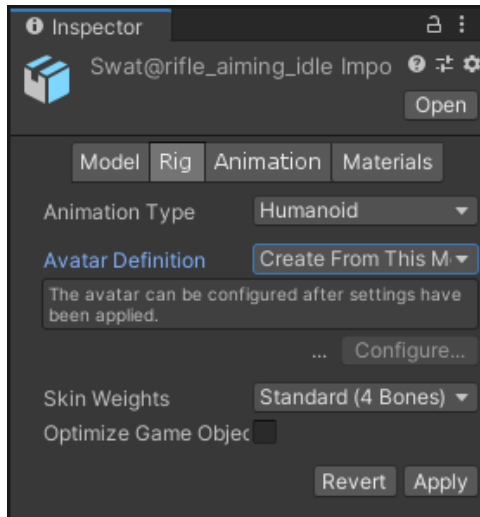 Inspector
Swat@rifle_aiming_idle Impo
Open
Model Rig Animation Materials
Animation Type Humanoid
Avatar Definition Create From This M
The avatar can be configured after settings have
been applied.
... Configure...
Skin Weights Standard (4 Bones)
Optimize Game Objec
Revert Apply